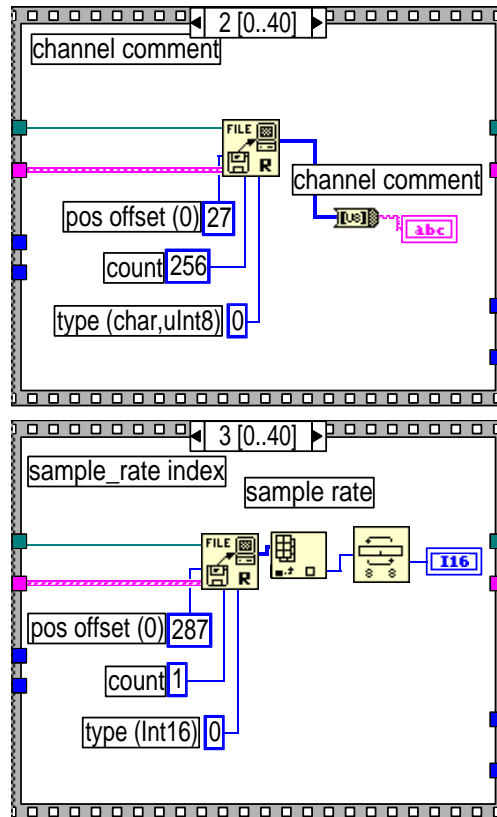 2 [0..40]
channel comment
FILE
R
channel comment
[U8]
abc
pos offset (0) 27
count 256
type (char,uInt8) 0
3 [0..40]
sample_rate index
sample rate
FILE
R
I16
pos offset (0) 287
count 1
type (Int16) 0